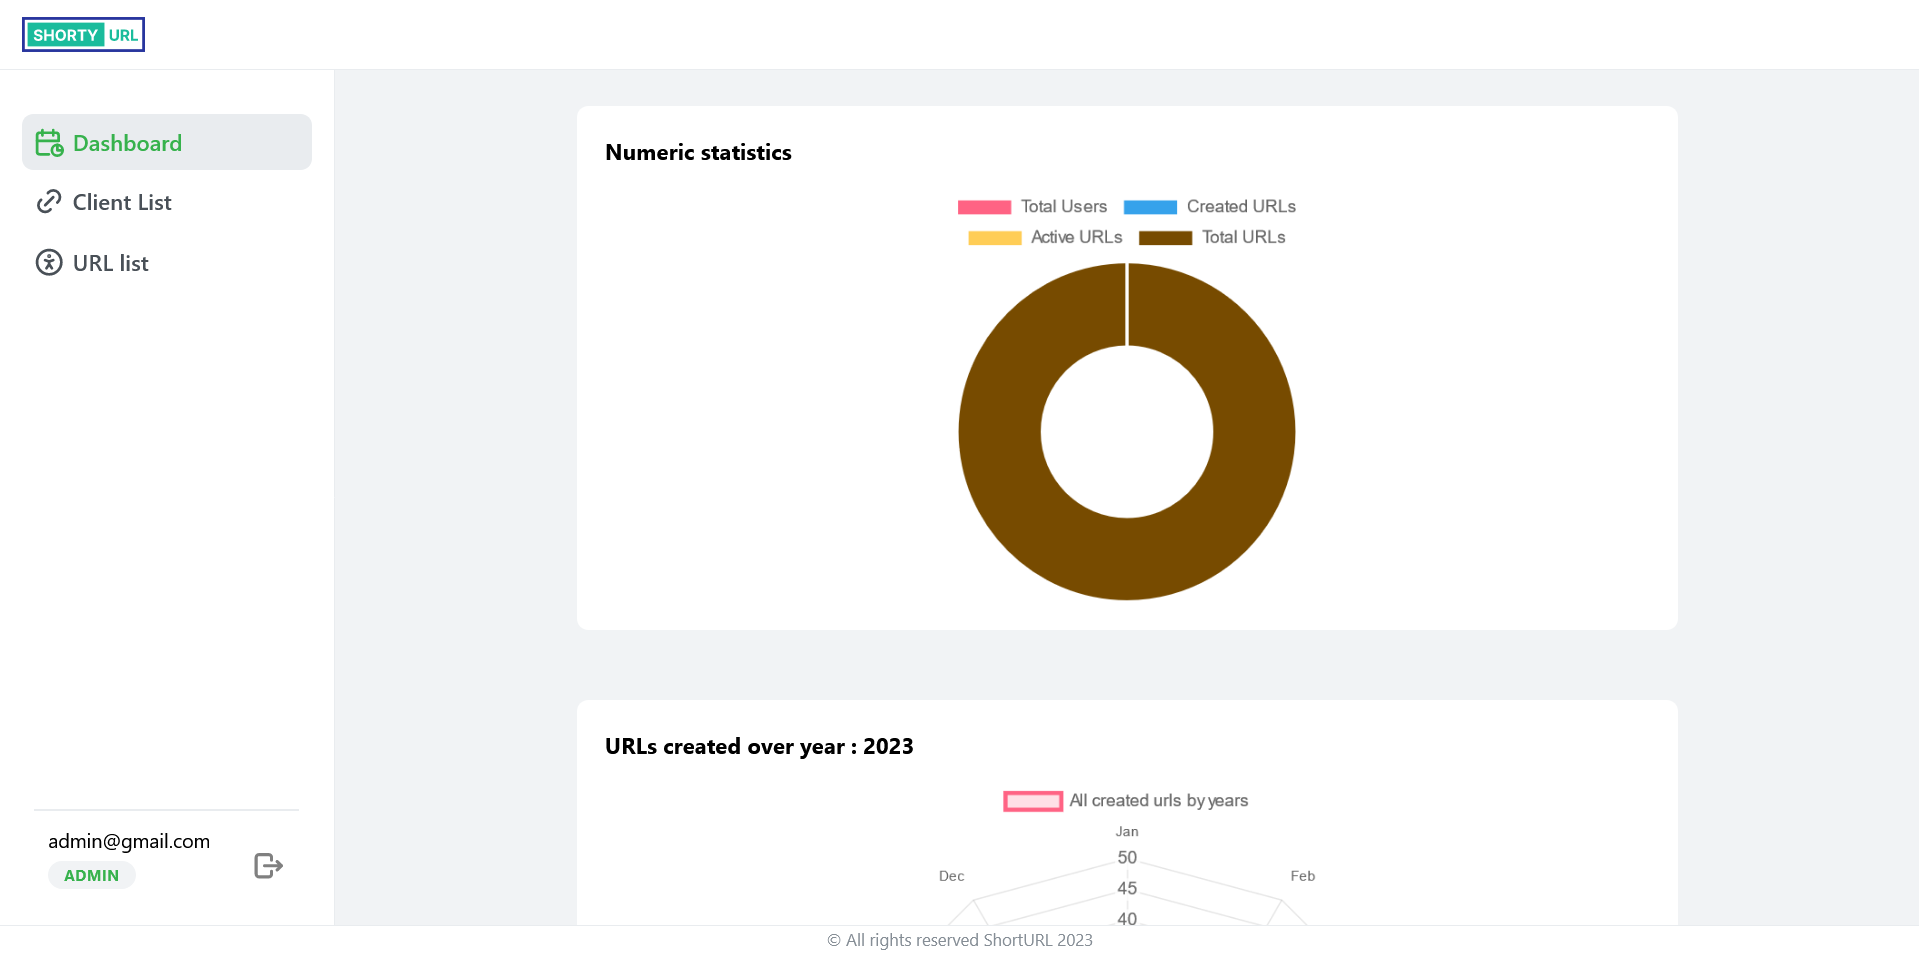 SHORTY URL
Dashboard
Client List
URL list
admin@gmail.com
ADMIN
Numeric statistics
Total Users Created URLs
Active URLs Total URLs
URLs created over year : 2023
All created urls by years
Jan
50
Dec Feb
45
40
© All rights reserved ShortURL 2023